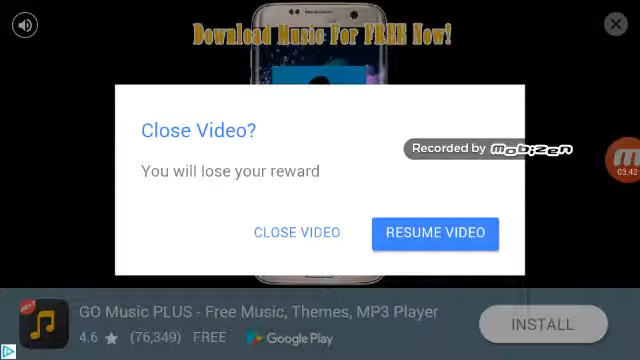 Download Music For FREE Now!
Close Video?
Recorded by MOBIZEN
You will lose your reward
03:43
CLOSE VIDEO
RESUME VIDEO
GO Music PLUS - Free Music, Themes, MP3 Player
4.6 ★ (76,349) FREE Google Play
INSTALL